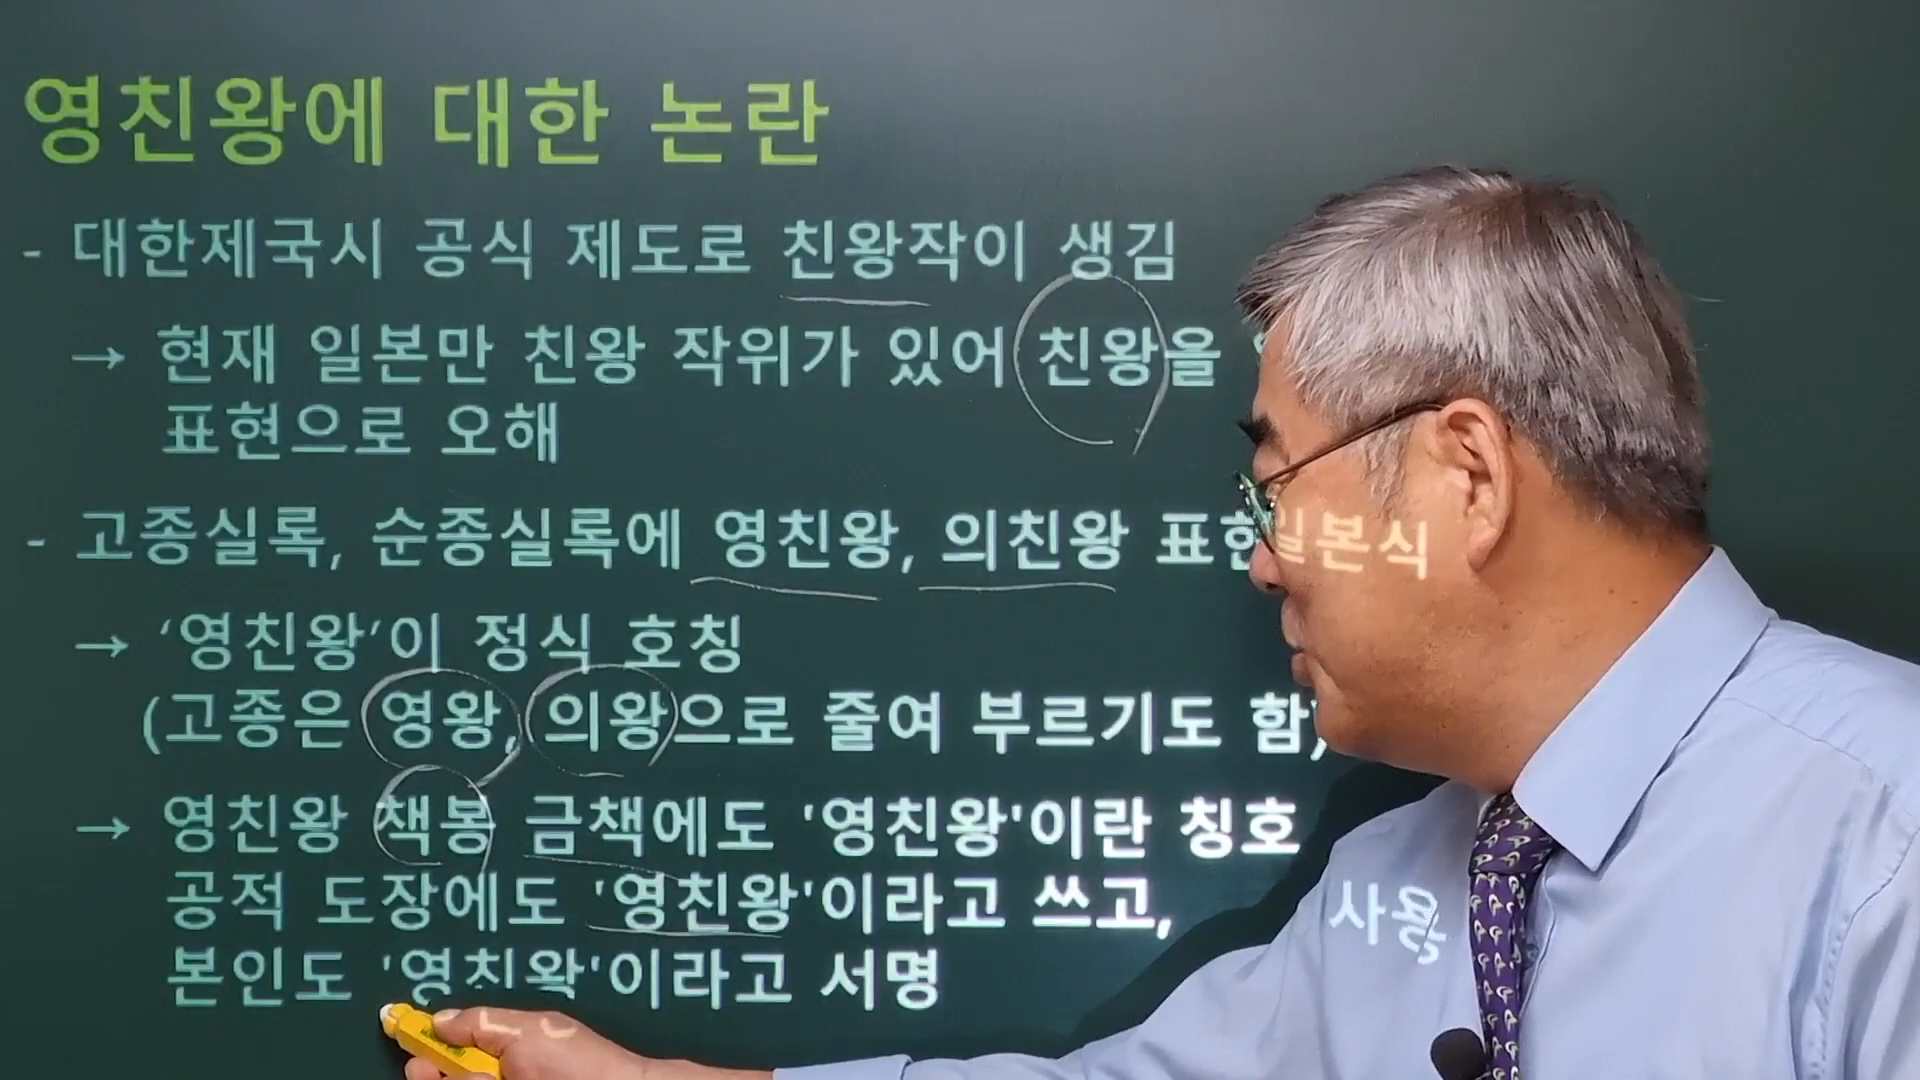 영친왕에 대한 논란
- 대한제국시 공식 제도로 친왕작이 생김
→ 현재 일본만 친왕 작위가 있어 친왕을 일본식
표현으로 오해
- 고종실록, 순종실록에 영친왕, 의친왕 표현 사용
→ ‘영친왕’이 정식 호칭
(고종은 영왕, 의왕으로 줄여 부르기도 함)
→ 영친왕 책봉 금책에도 '영친왕'이란 칭호
공적 도장에도 '영친왕'이라고 쓰고,
본인도 '영친왕'이라고 서명